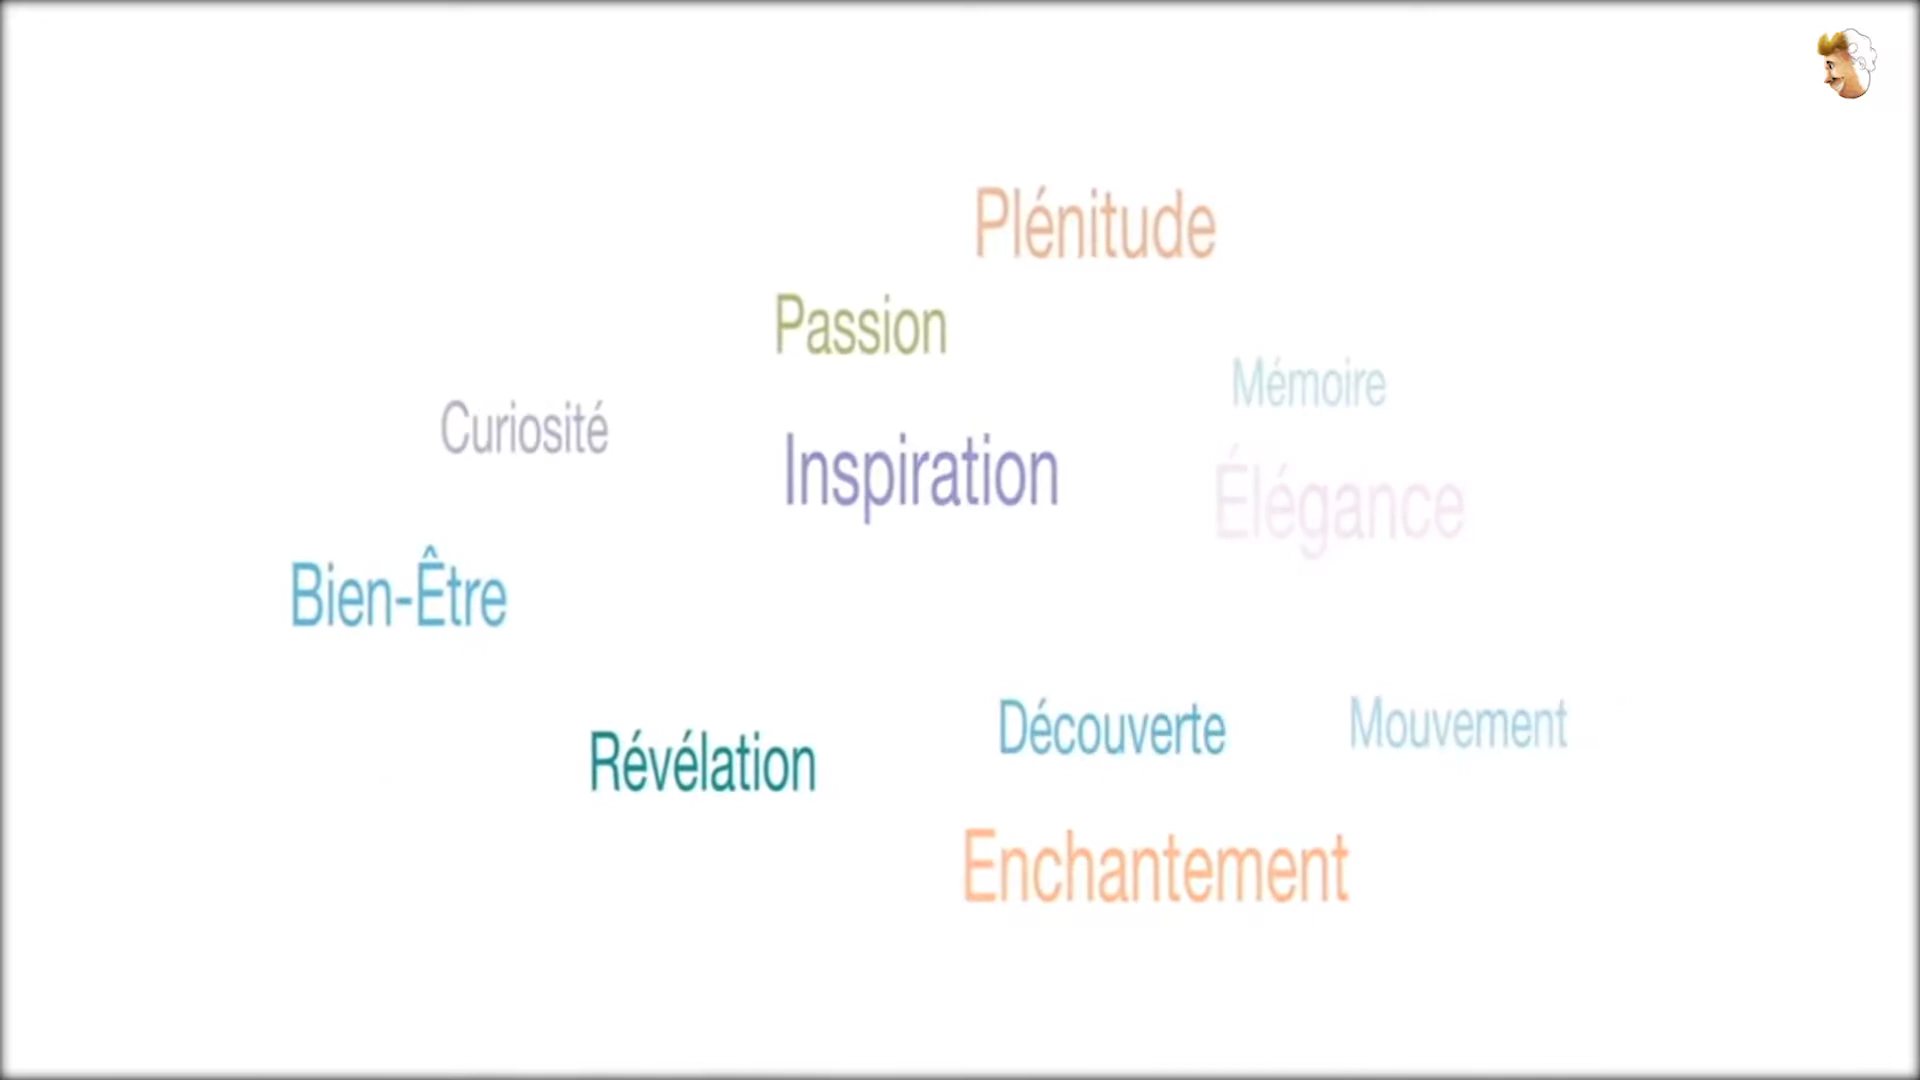 Plénitude
Passion
Mémoire
Curiosité
Inspiration
Élégance
Bien-Être
Découverte
Mouvement
Révélation
Enchantement